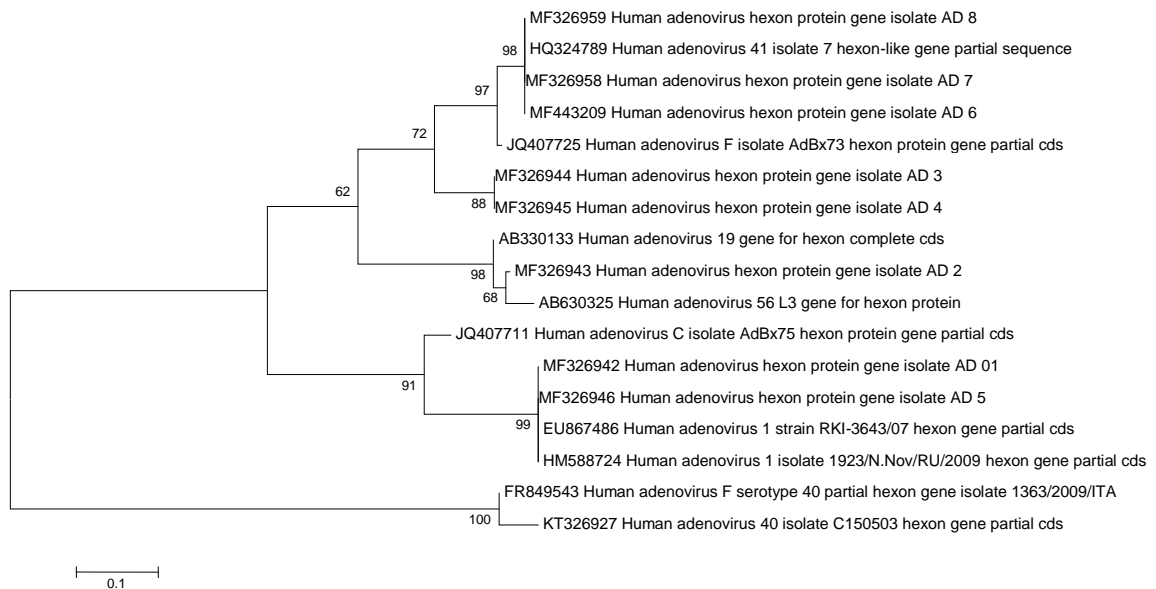 MF326959 Human adenovirus hexon protein gene isolate AD 8
98
HQ324789 Human adenovirus 41 isolate 7 hexon-like gene partial sequence
MF326958 Human adenovirus hexon protein gene isolate AD 7
97
MF443209 Human adenovirus hexon protein gene isolate AD 6
72
JQ407725 Human adenovirus F isolate AdBx73 hexon protein gene partial cds
MF326944 Human adenovirus hexon protein gene isolate AD 3
62
88
MF326945 Human adenovirus hexon protein gene isolate AD 4
AB330133 Human adenovirus 19 gene for hexon complete cds
98
MF326943 Human adenovirus hexon protein gene isolate AD 2
68
AB630325 Human adenovirus 56 L3 gene for hexon protein
JQ407711 Human adenovirus C isolate AdBx75 hexon protein gene partial cds
MF326942 Human adenovirus hexon protein gene isolate AD 01
91
MF326946 Human adenovirus hexon protein gene isolate AD 5
99
EU867486 Human adenovirus 1 strain RKI-3643/07 hexon gene partial cds
HM588724 Human adenovirus 1 isolate 1923/N.Nov/RU/2009 hexon gene partial cds
FR849543 Human adenovirus F serotype 40 partial hexon gene isolate 1363/2009/ITA
100
KT326927 Human adenovirus 40 isolate C150503 hexon gene partial cds
0.1